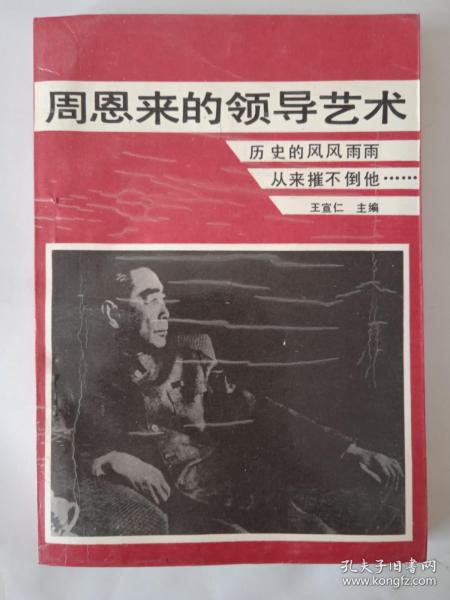 周恩来的领导艺术
历史的风风雨雨
从来摧不倒他……
王宣仁 主编
孔夫子旧书网
www.kongfz.com